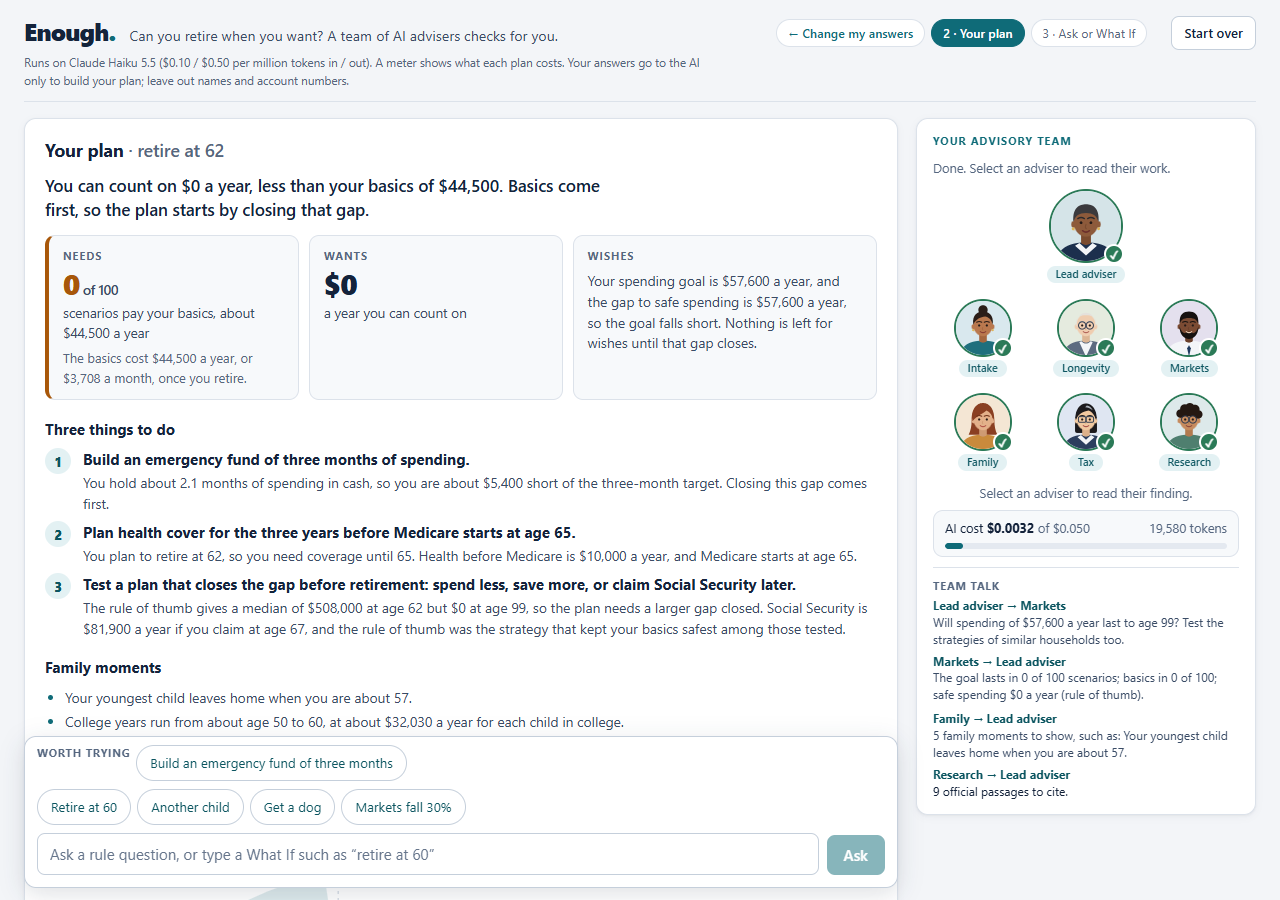 Enough. Can you retire when you want? A team of AI advisers checks for you.
← Change my answers
2 · Your plan
3 · Ask or What If
Start over
Runs on Claude Haiku 5.5 ($0.10 / $0.50 per million tokens in / out). A meter shows what each plan costs. Your answers go to the AI
only to build your plan; leave out names and account numbers.
Your plan · retire at 62
You can count on $0 a year, less than your basics of $44,500. Basics come
first, so the plan starts by closing that gap.
NEEDS
0 of 100
scenarios pay your basics, about
$44,500 a year
The basics cost $44,500 a year, or
$3,708 a month, once you retire.
WANTS
$0
a year you can count on
WISHES
Your spending goal is $57,600 a year, and
the gap to safe spending is $57,600 a year,
so the goal falls short. Nothing is left for
wishes until that gap closes.
Three things to do
1 Build an emergency fund of three months of spending.
You hold about 2.1 months of spending in cash, so you are about $5,400 short of the three-month target. Closing this gap comes
first.
2 Plan health cover for the three years before Medicare starts at age 65.
You plan to retire at 62, so you need coverage until 65. Health before Medicare is $10,000 a year, and Medicare starts at age 65.
3 Test a plan that closes the gap before retirement: spend less, save more, or claim Social Security later.
The rule of thumb gives a median of $508,000 at age 62 but $0 at age 99, so the plan needs a larger gap closed. Social Security is
$81,900 a year if you claim at age 67, and the rule of thumb was the strategy that kept your basics safest among those tested.
Family moments
• Your youngest child leaves home when you are about 57.
• College years run from about age 50 to 60, at about $32,030 a year for each child in college.
WORTH TRYING
Build an emergency fund of three months
Retire at 60
Another child
Get a dog
Markets fall 30%
Ask a rule question, or type a What If such as “retire at 60”
Ask
YOUR ADVISORY TEAM
Done. Select an adviser to read their work.
Lead adviser
Intake
Longevity
Markets
Family
Tax
Research
Select an adviser to read their finding.
AI cost $0.0032 of $0.050
19,580 tokens
TEAM TALK
Lead adviser → Markets
Will spending of $57,600 a year last to age 99? Test the
strategies of similar households too.
Markets → Lead adviser
The goal lasts in 0 of 100 scenarios; basics in 0 of 100;
safe spending $0 a year (rule of thumb).
Family → Lead adviser
5 family moments to show, such as: Your youngest child
leaves home when you are about 57.
Research → Lead adviser
9 official passages to cite.